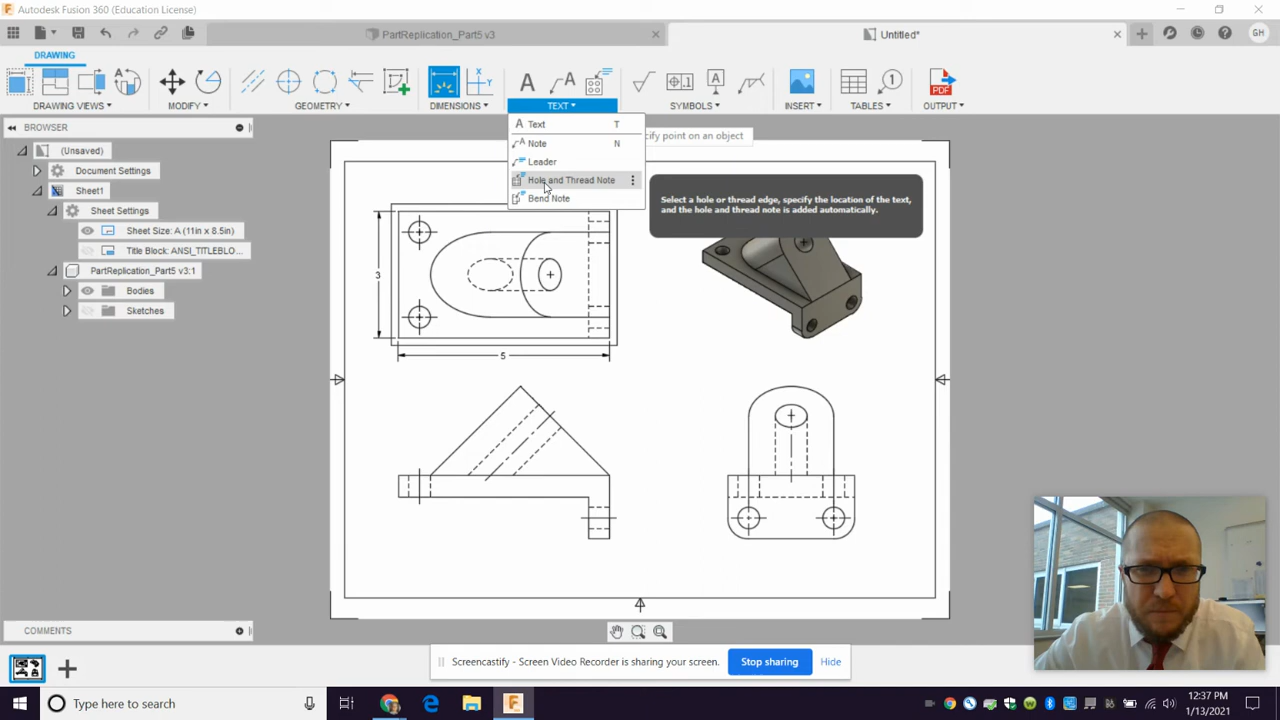 Autodesk Fusion 360 (Education License)
PartReplication_Part5 v3
Untitled*
GH
DRAWING
DRAWING VIEWS
MODIFY
GEOMETRY
DIMENSIONS
TEXT
SYMBOLS
INSERT
TABLES
OUTPUT
PDF
BROWSER
(Unsaved)
Document Settings
Sheet1
Sheet Settings
Sheet Size: A (11in x 8.5in)
Title Block: ANSI_TITLEBLO...
PartReplication_Part5 v3:1
Bodies
Sketches
Text T
Note N
Leader
Hole and Thread Note
Bend Note
cify point on an object
Select a hole or thread edge, specify the location of the text,
and the hole and thread note is added automatically.
3
5
COMMENTS
Screencastify - Screen Video Recorder is sharing your screen.
Stop sharing
Hide
Type here to search
12:37 PM
1/13/2021